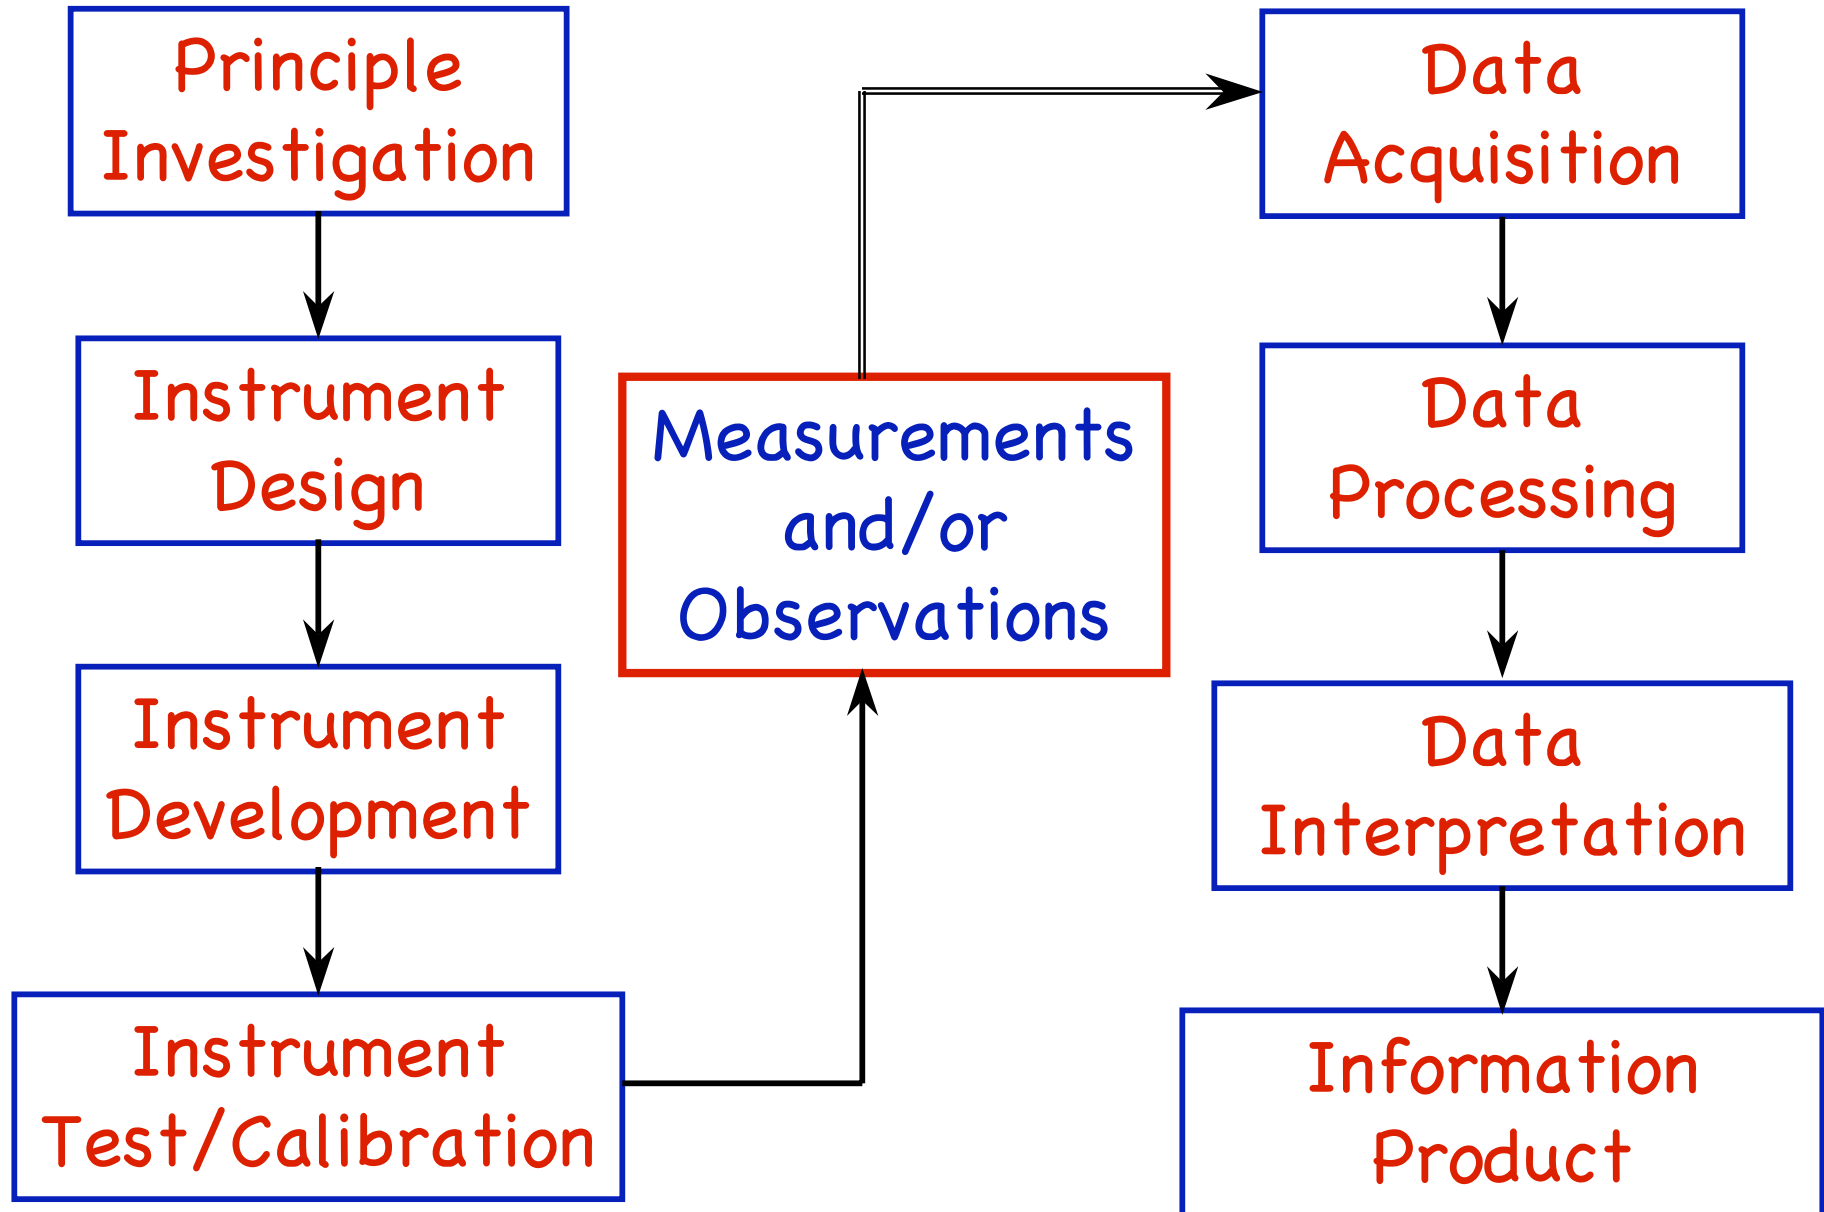 Principle
Investigation
Instrument
Design
Instrument
Development
Instrument
Test/Calibration
Measurements
and/or
Observations
Data
Acquisition
Data
Processing
Data
Interpretation
Information
Product